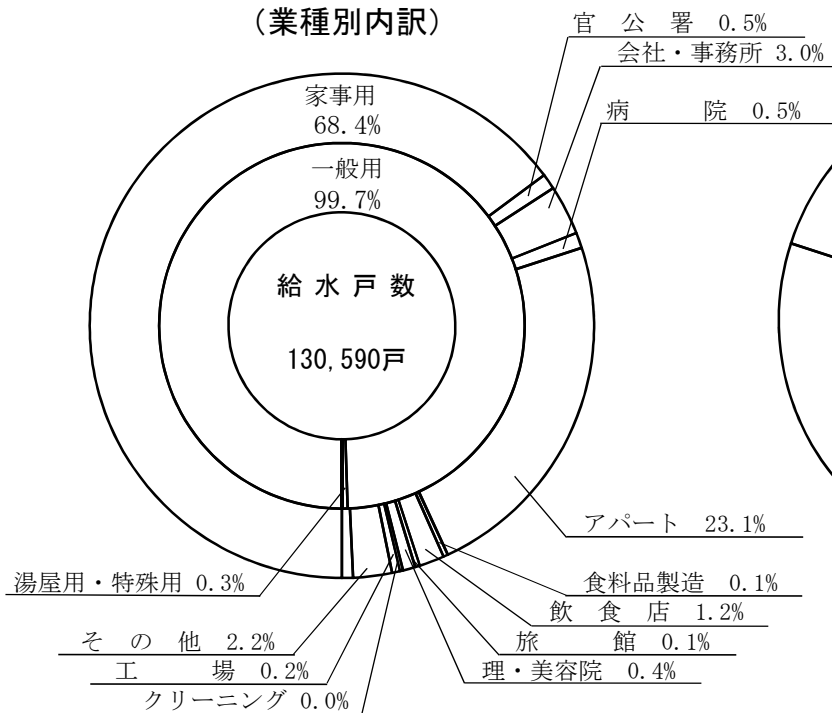 (業種別内訳)
官 公 署 0.5%
会社・事務所 3.0%
病 院 0.5%
家事用
68.4%
一般用
99.7%
給水戸数
130,590戸
アパート 23.1%
食料品製造 0.1%
飲 食 店 1.2%
旅 館 0.1%
理・美容院 0.4%
湯屋用・特殊用 0.3%
そ の 他 2.2%
工 場 0.2%
クリーニング 0.0%